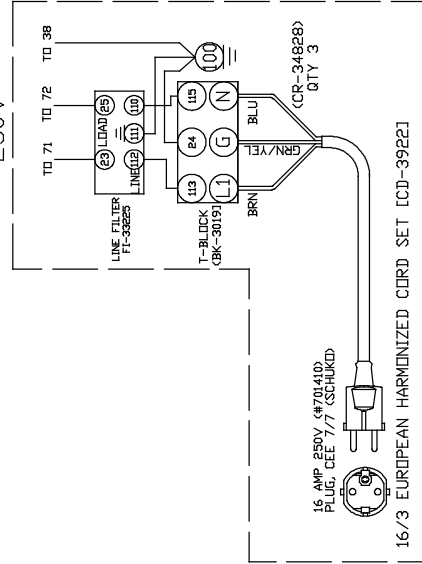 230V
TO 71
TO 72
TO 38
LINE FILTER
FI-33225
23
LOAD
25
LINE
112
111
110
100
T-BLOCK
(BK-3019)
113
24
115
L1
G
N
BRN
GRN/YEL
BLU
(CR-34828)
QTY 3
16 AMP 250V (#701410)
PLUG, CEE 7/7 (SCHUKO)
16/3 EUROPEAN HARMONIZED CORD SET [CD-3922]